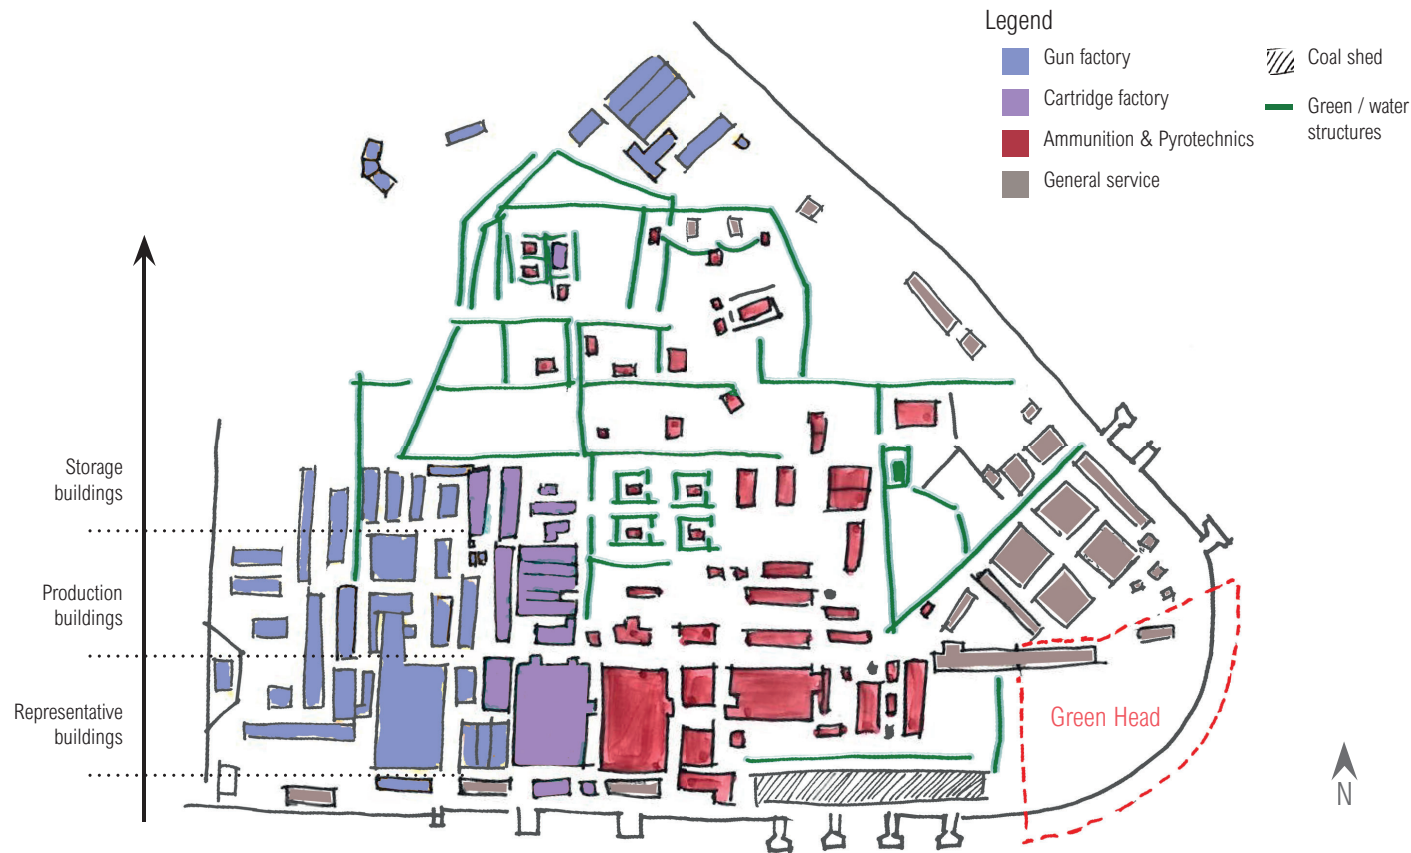 Legend
Gun factory
Cartridge factory
Ammunition & Pyrotechnics
General service
Coal shed
Green / water
structures
Storage
buildings
Production
buildings
Representative
buildings
Green Head
N